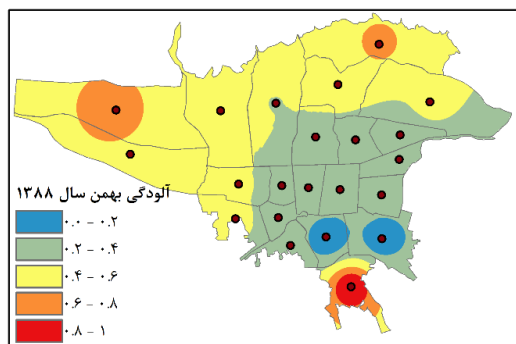 آلودگی بهمن سال ۱۳۸۸
۰.۰ - ۰.۲
۰.۲ - ۰.۴
۰.۴ - ۰.۶
۰.۶ - ۰.۸
۰.۸ - ۱